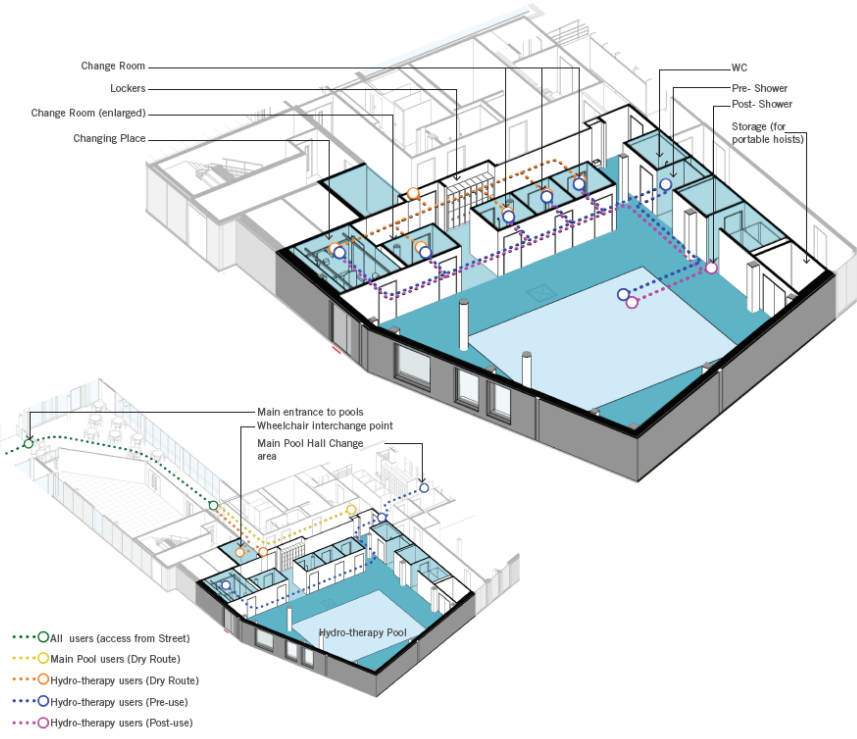 Change Room
WC
Lockers
Pre- Shower
Post- Shower
Change Room (enlarged)
Storage (for
portable hoists)
Changing Place
Main entrance to pools
Wheelchair interchange point
Main Pool Hall Change
area
Hydro-therapy Pool
All users (access from Street)
Main Pool users (Dry Route)
Hydro-therapy users (Dry Route)
Hydro-therapy users (Pre-use)
Hydro-therapy users (Post-use)